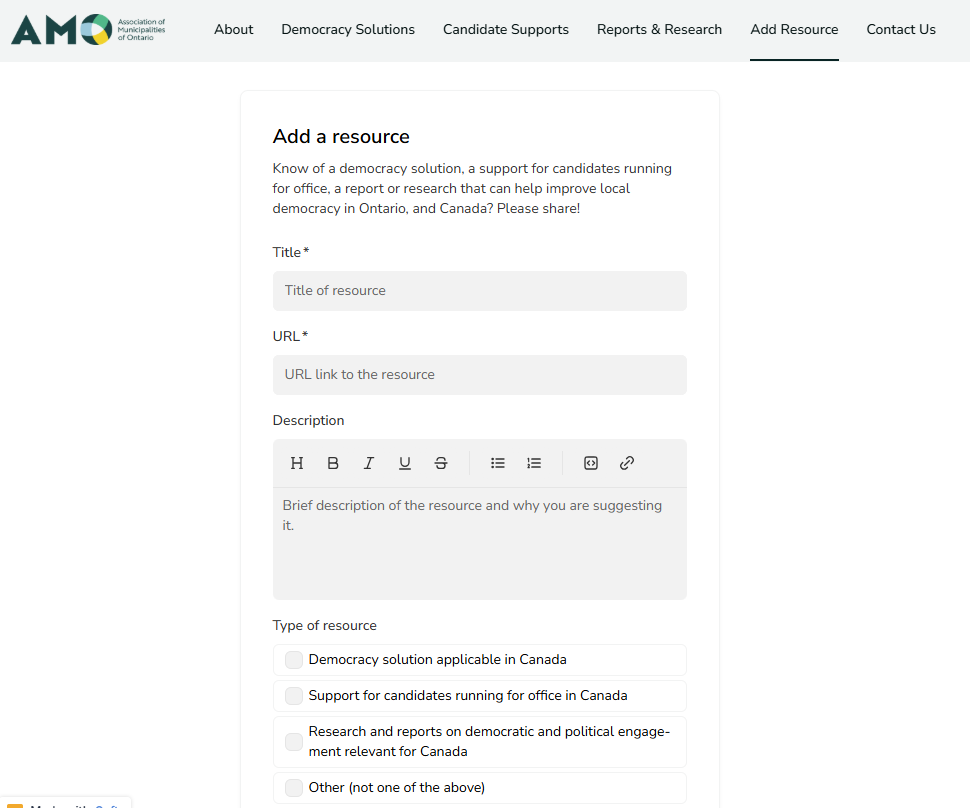 AMO Association of
Municipalities
of Ontario
About Democracy Solutions Candidate Supports Reports & Research Add Resource Contact Us
Add a resource
Know of a democracy solution, a support for candidates running
for office, a report or research that can help improve local
democracy in Ontario, and Canada? Please share!
Title*
Title of resource
URL*
URL link to the resource
Description
H B I U S
Brief description of the resource and why you are suggesting
it.
Type of resource
Democracy solution applicable in Canada
Support for candidates running for office in Canada
Research and reports on democratic and political engage-
ment relevant for Canada
Other (not one of the above)